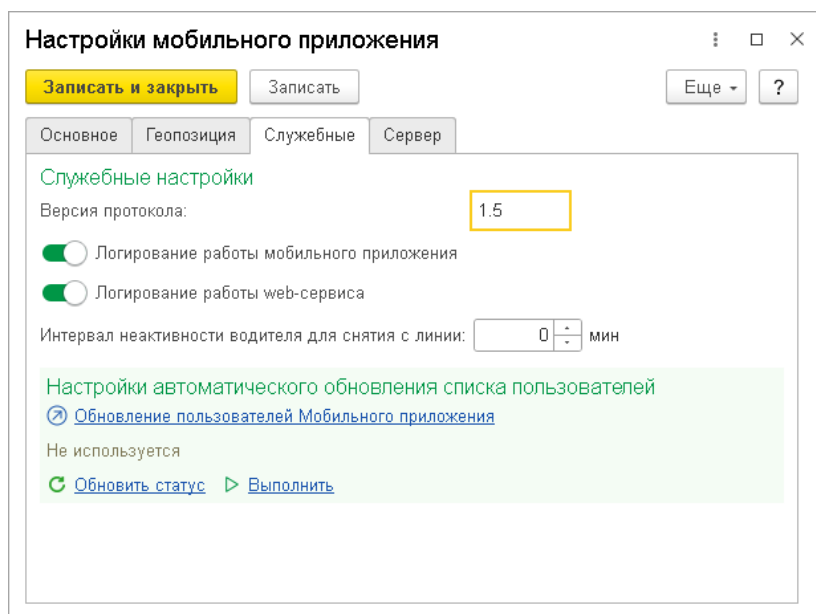 Настройки мобильного приложения
Записать и закрыть Записать Еще ?
Основное Геопозиция Служебные Сервер
Служебные настройки
Версия протокола: 1.5
Логирование работы мобильного приложения
Логирование работы web-сервиса
Интервал неактивности водителя для снятия с линии: 0 мин
Настройки автоматического обновления списка пользователей
Обновление пользователей Мобильного приложения
Не используется
Обновить статус Выполнить